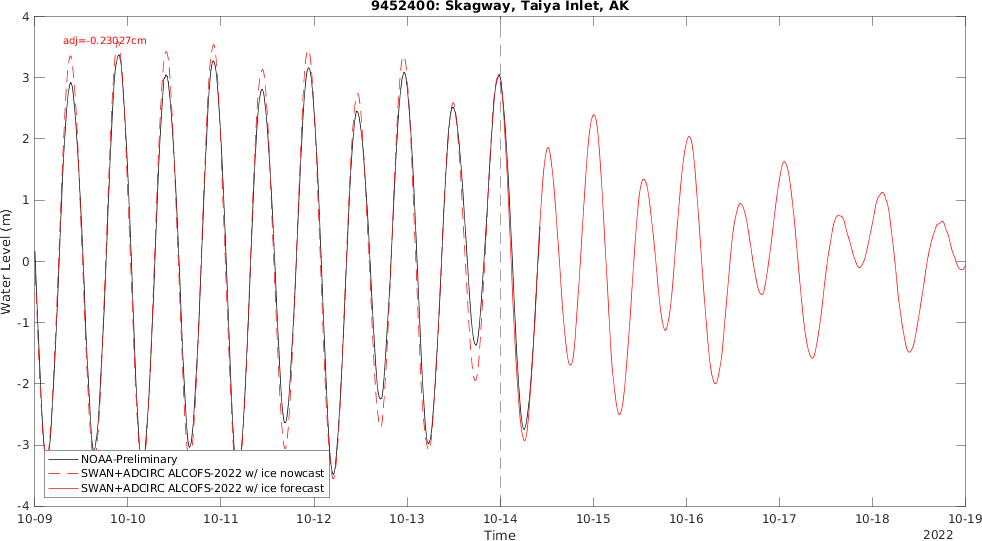 9452400: Skagway, Taiya Inlet, AK
adj=-0.23027cm
Water Level (m)
4
3
2
1
0
-1
-2
-3
-4
NOAA-Preliminary
SWAN+ADCIRC ALCOFS-2022 w/ ice nowcast
SWAN+ADCIRC ALCOFS-2022 w/ ice forecast
10-09 10-10 10-11 10-12 10-13 10-14 10-15 10-16 10-17 10-18 10-19
Time
2022